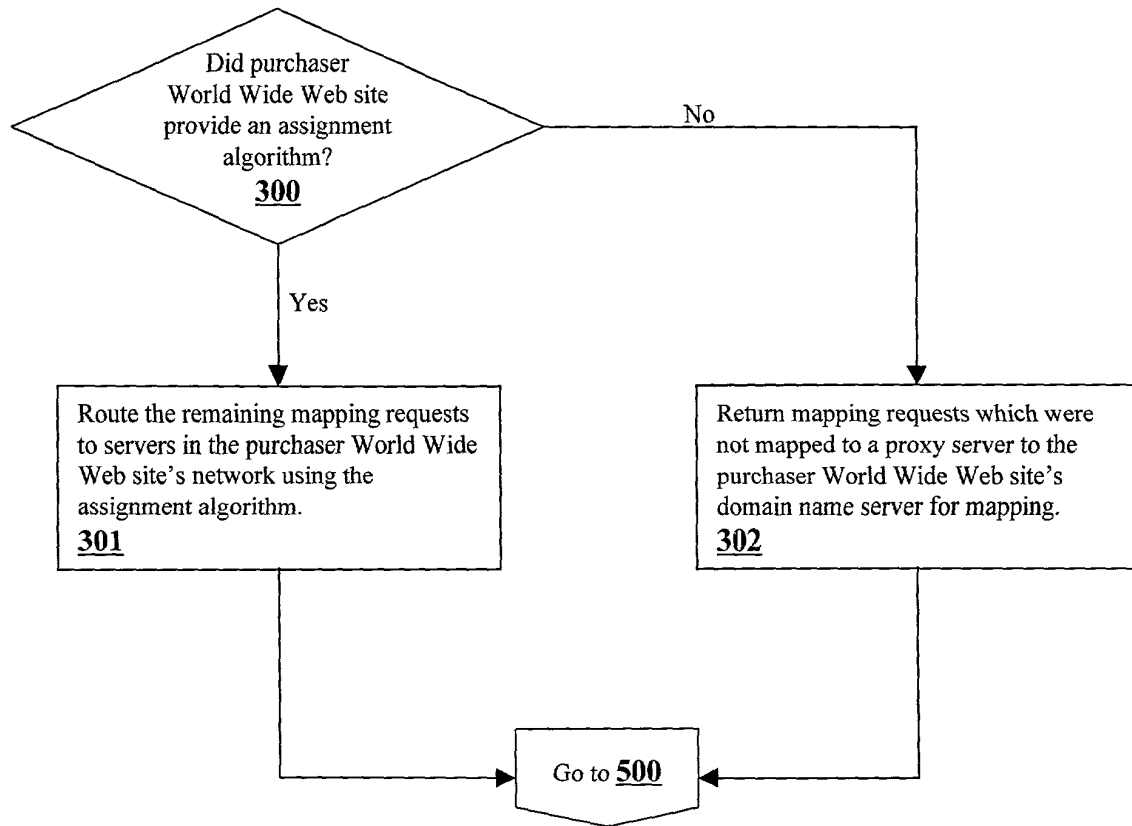 Did purchaser
World Wide Web site
provide an assignment
algorithm?
300
No
Yes
Route the remaining mapping requests
to servers in the purchaser World Wide
Web site's network using the
assignment algorithm.
301
Return mapping requests which were
not mapped to a proxy server to the
purchaser World Wide Web site's
domain name server for mapping.
302
Go to 500